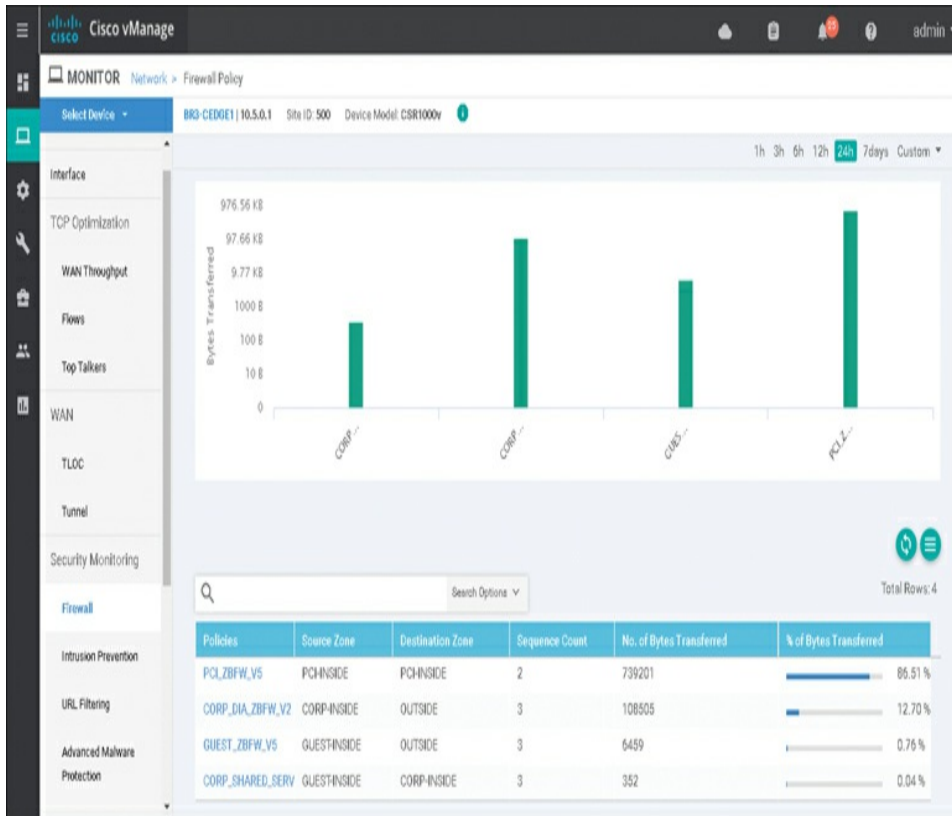 CISCO Cisco vManage
25
admin
MONITOR Network > Firewall Policy
Select Device
BR3-CEDGE1 | 10.5.0.1 Site ID: 500 Device Model: CSR1000v
1h 3h 6h 12h 24h 7days Custom
Interface
TCP Optimization
WAN Throughput
Flows
Top Talkers
WAN
TLOC
Tunnel
Security Monitoring
Firewall
Intrusion Prevention
URL Filtering
Advanced Malware
Protection
Bytes Transferred
976.56 KB
97.66 KB
9.77 KB
1000 B
100 B
10 B
0
CORP...
CORP...
GUES...
PCI_Z...
Search Options
Total Rows: 4
Policies Source Zone Destination Zone Sequence Count No. of Bytes Transferred % of Bytes Transferred
PCI_ZBFW_V5 PCI-INSIDE PCI-INSIDE 2 739201 86.51 %
CORP_DIA_ZBFW_V2 CORP-INSIDE OUTSIDE 3 108505 12.70 %
GUEST_ZBFW_V5 GUEST-INSIDE OUTSIDE 3 6459 0.76 %
CORP_SHARED_SERV GUEST-INSIDE CORP-INSIDE 3 352 0.04 %